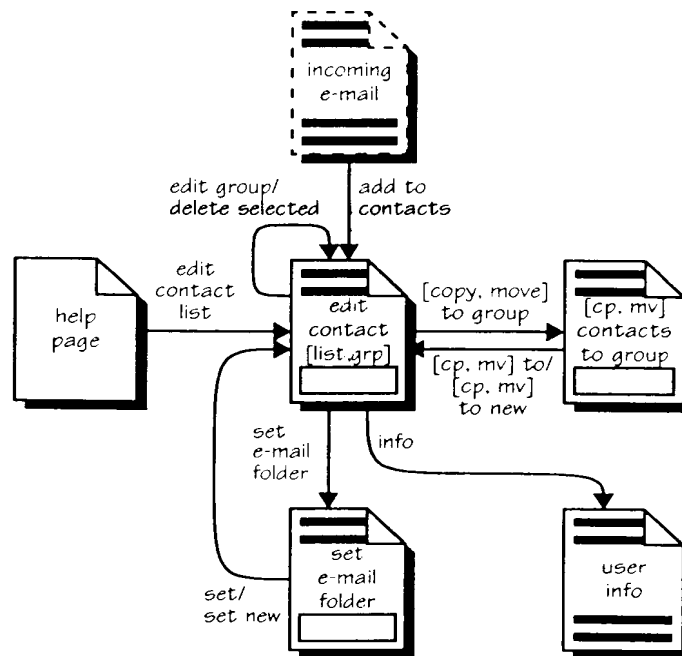 incoming
e-mail
edit group/
delete selected
add to
contacts
help
page
edit
contact
list
edit
contact
[list.grp]
[copy, move]
to group
[cp. mv] to/
[cp. mv]
to new
[cp. mv]
contacts
to group
set
e-mail
folder
info
set/
set new
set
e-mail
folder
user
info